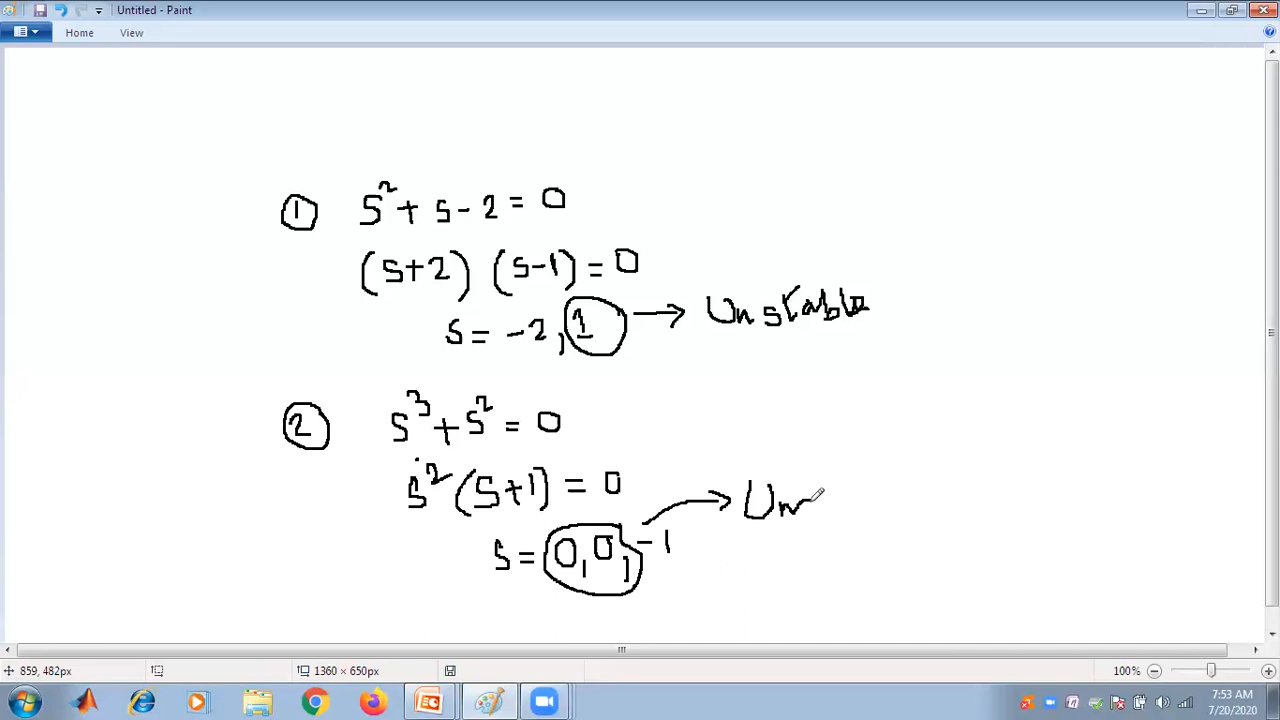 Untitled - Paint
Home View
① s² + s - 2 = 0
(s+2) (s-1) = 0
s = -2, 1 → Unstable
② s³ + s² = 0
s² (s+1) = 0
s = 0, 0, -1 → Un
859, 482px 1360 × 650px 100%
7:53 AM
7/20/2020